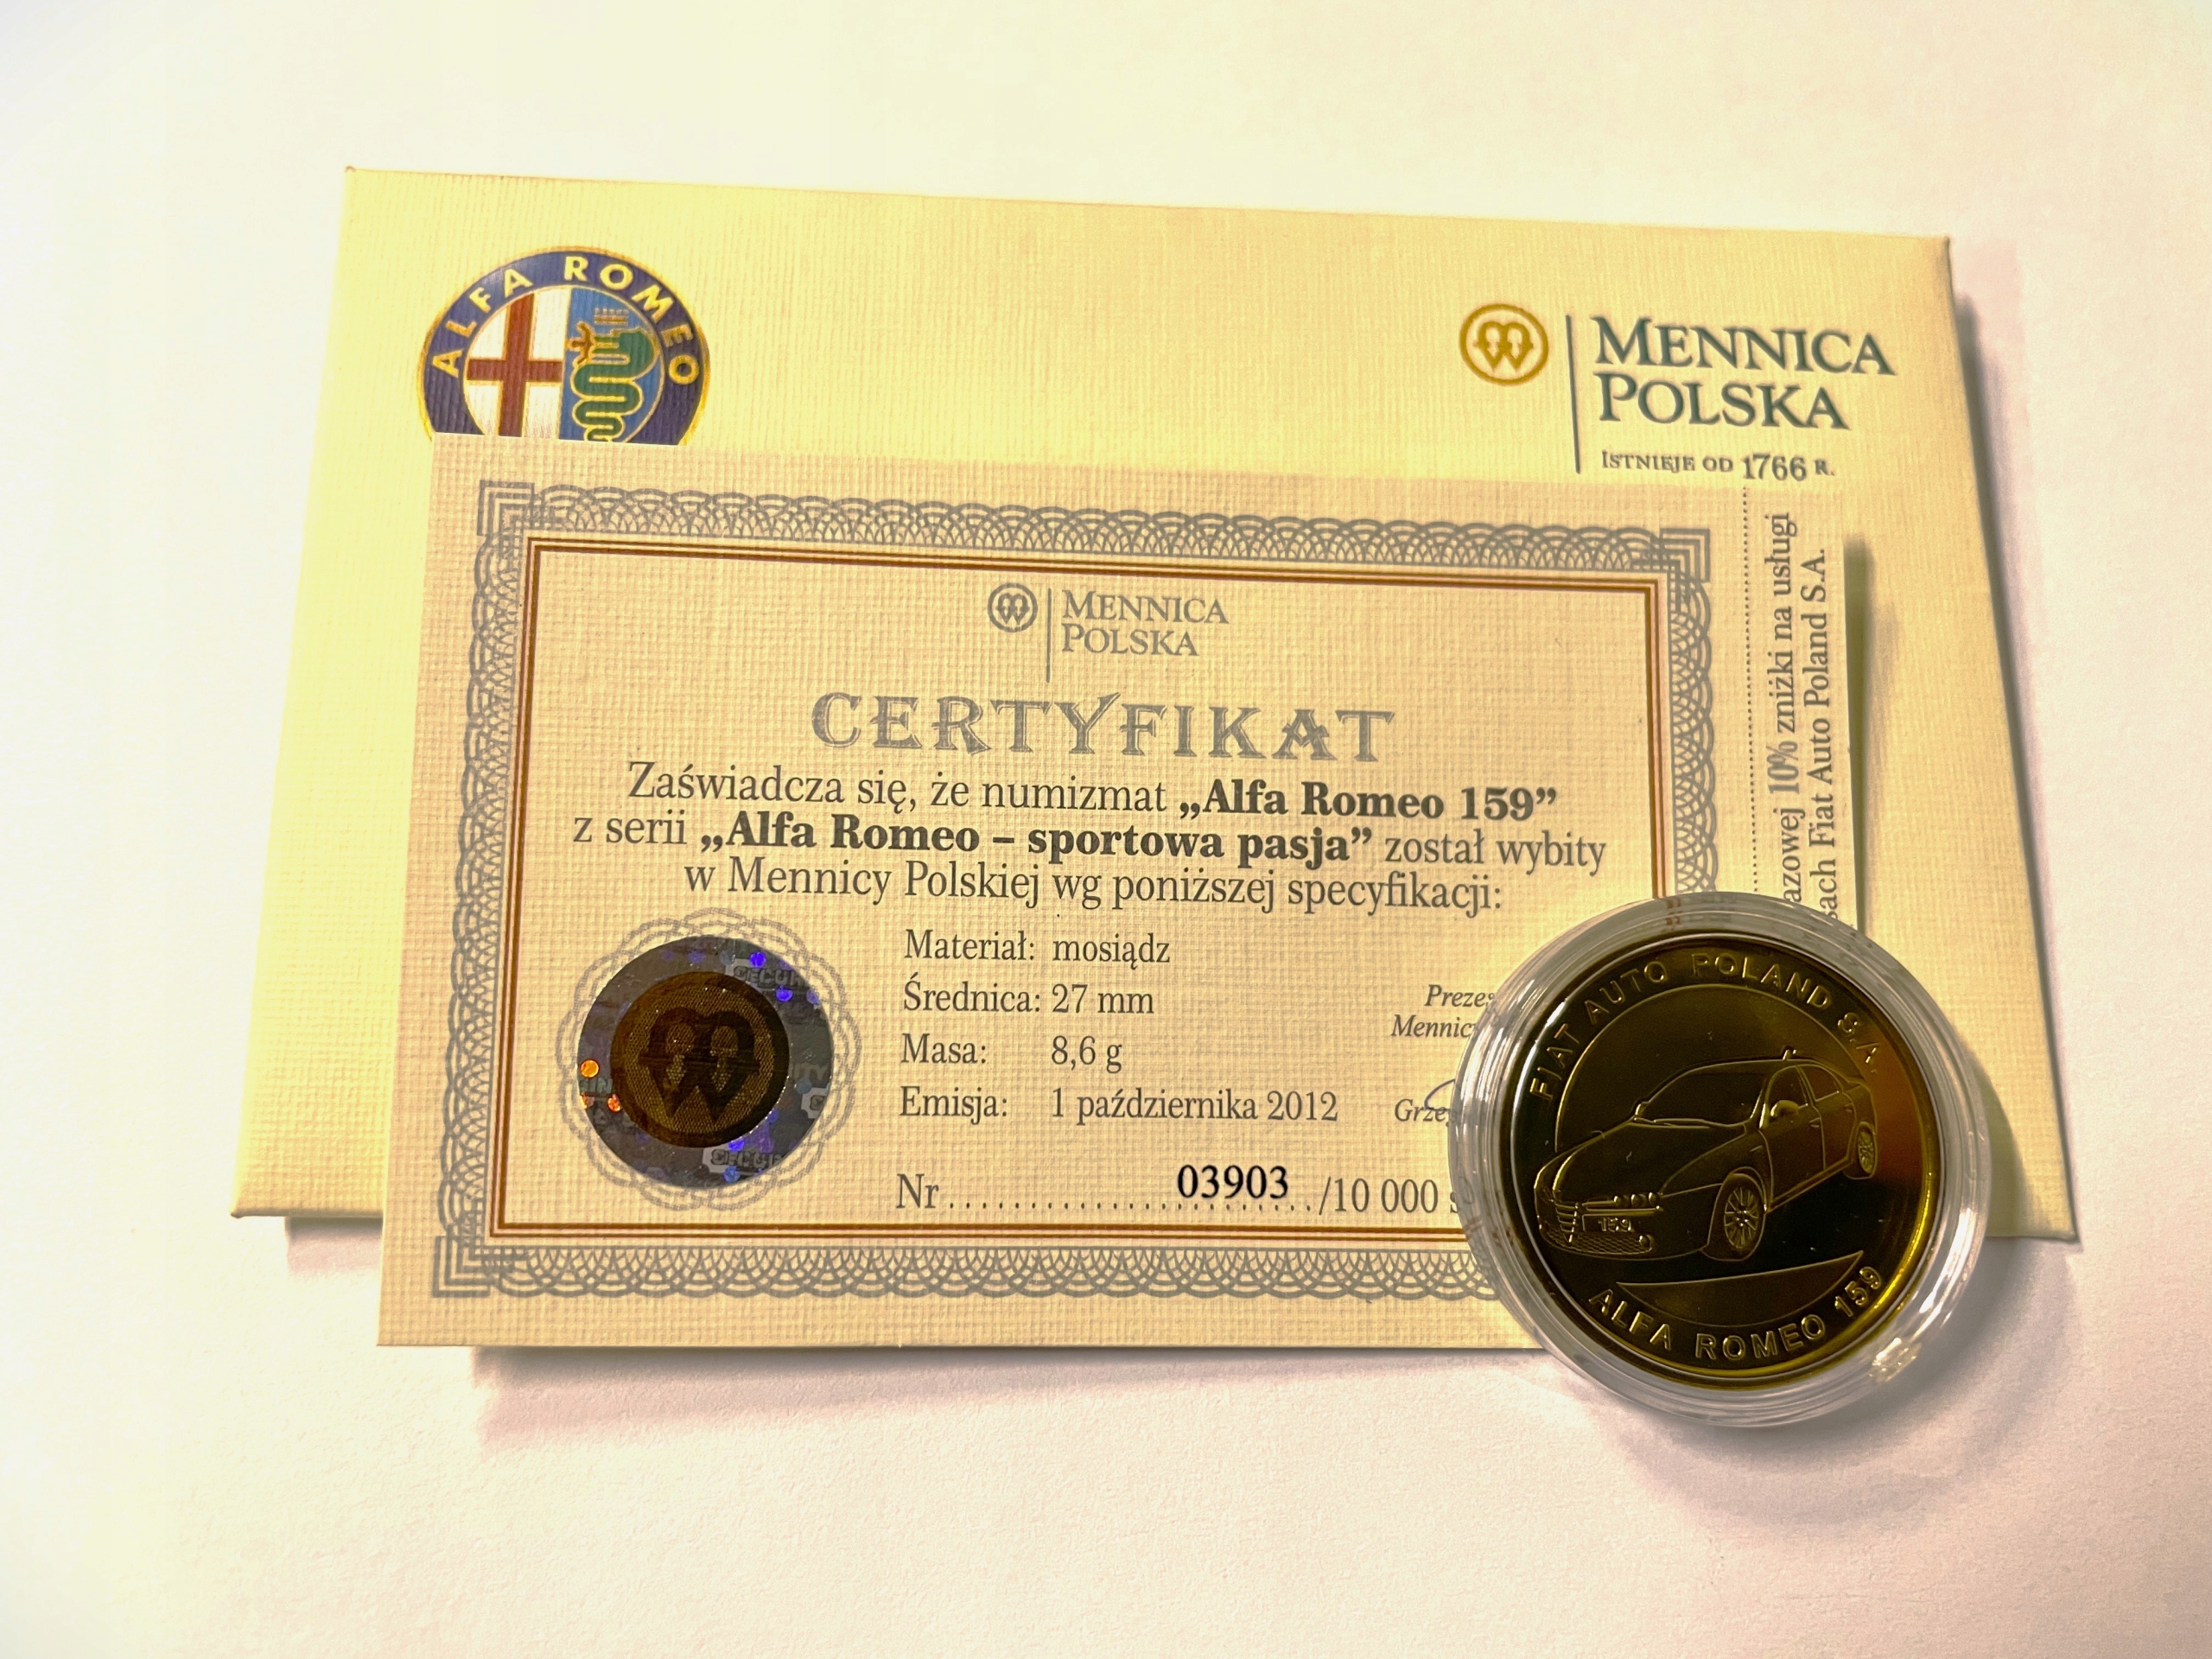 ALFA ROMEO
MENNICA
POLSKA
ISTNIEJE OD 1766 R.
MENNICA
POLSKA
CERTYFIKAT
Zaświadcza się, że numizmat „Alfa Romeo 159”
z serii „Alfa Romeo – sportowa pasja” został wybity
w Mennicy Polskiej wg poniższej specyfikacji:
Materiał: mosiądz
Średnica: 27 mm
Masa: 8,6 g
Emisja: 1 października 2012
Nr 03903 /10 000
10% zniżki na usługi
Fiat Auto Poland S.A.
FIAT AUTO POLAND S.A.
159
ALFA ROMEO 159